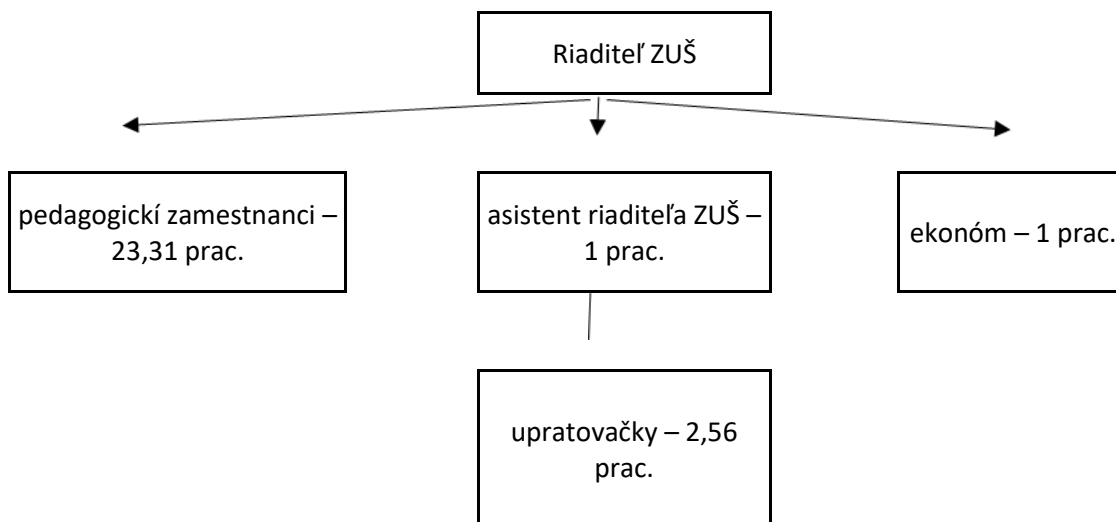 Riaditeľ ZUŠ
pedagogickí zamestnanci –
23,31 prac.
asistent riaditeľa ZUŠ –
1 prac.
ekonóm – 1 prac.
upratovačky – 2,56
prac.